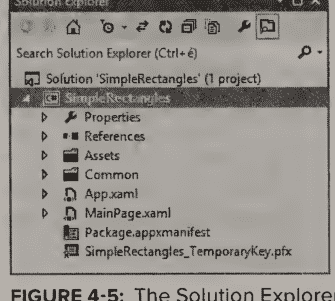 Solution Explorer
Search Solution Explorer (Ctrl+é)
Solution 'SimpleRectangles' (1 project)
SimpleRectangles
Properties
References
Assets
Common
App.xaml
MainPage.xaml
Package.appxmanifest
SimpleRectangles_TemporaryKey.pfx
FIGURE 4-5: The Solution Explorer